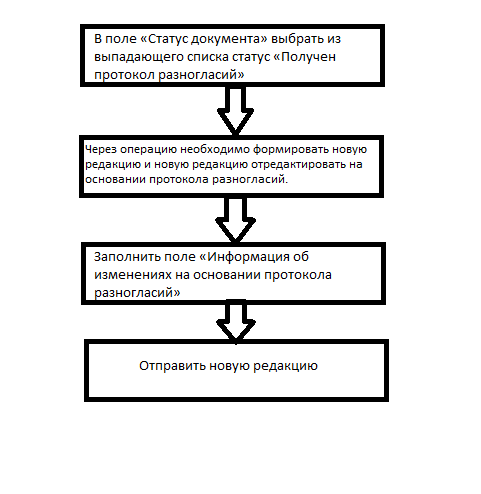 В поле «Статус документа» выбрать из
выпадающего списка статус «Получен
протокол разногласий»
Через операцию необходимо формировать новую
редакцию и новую редакцию отредактировать на
основании протокола разногласий.
Заполнить поле «Информация об
изменениях на основании протокола
разногласий»
Отправить новую редакцию